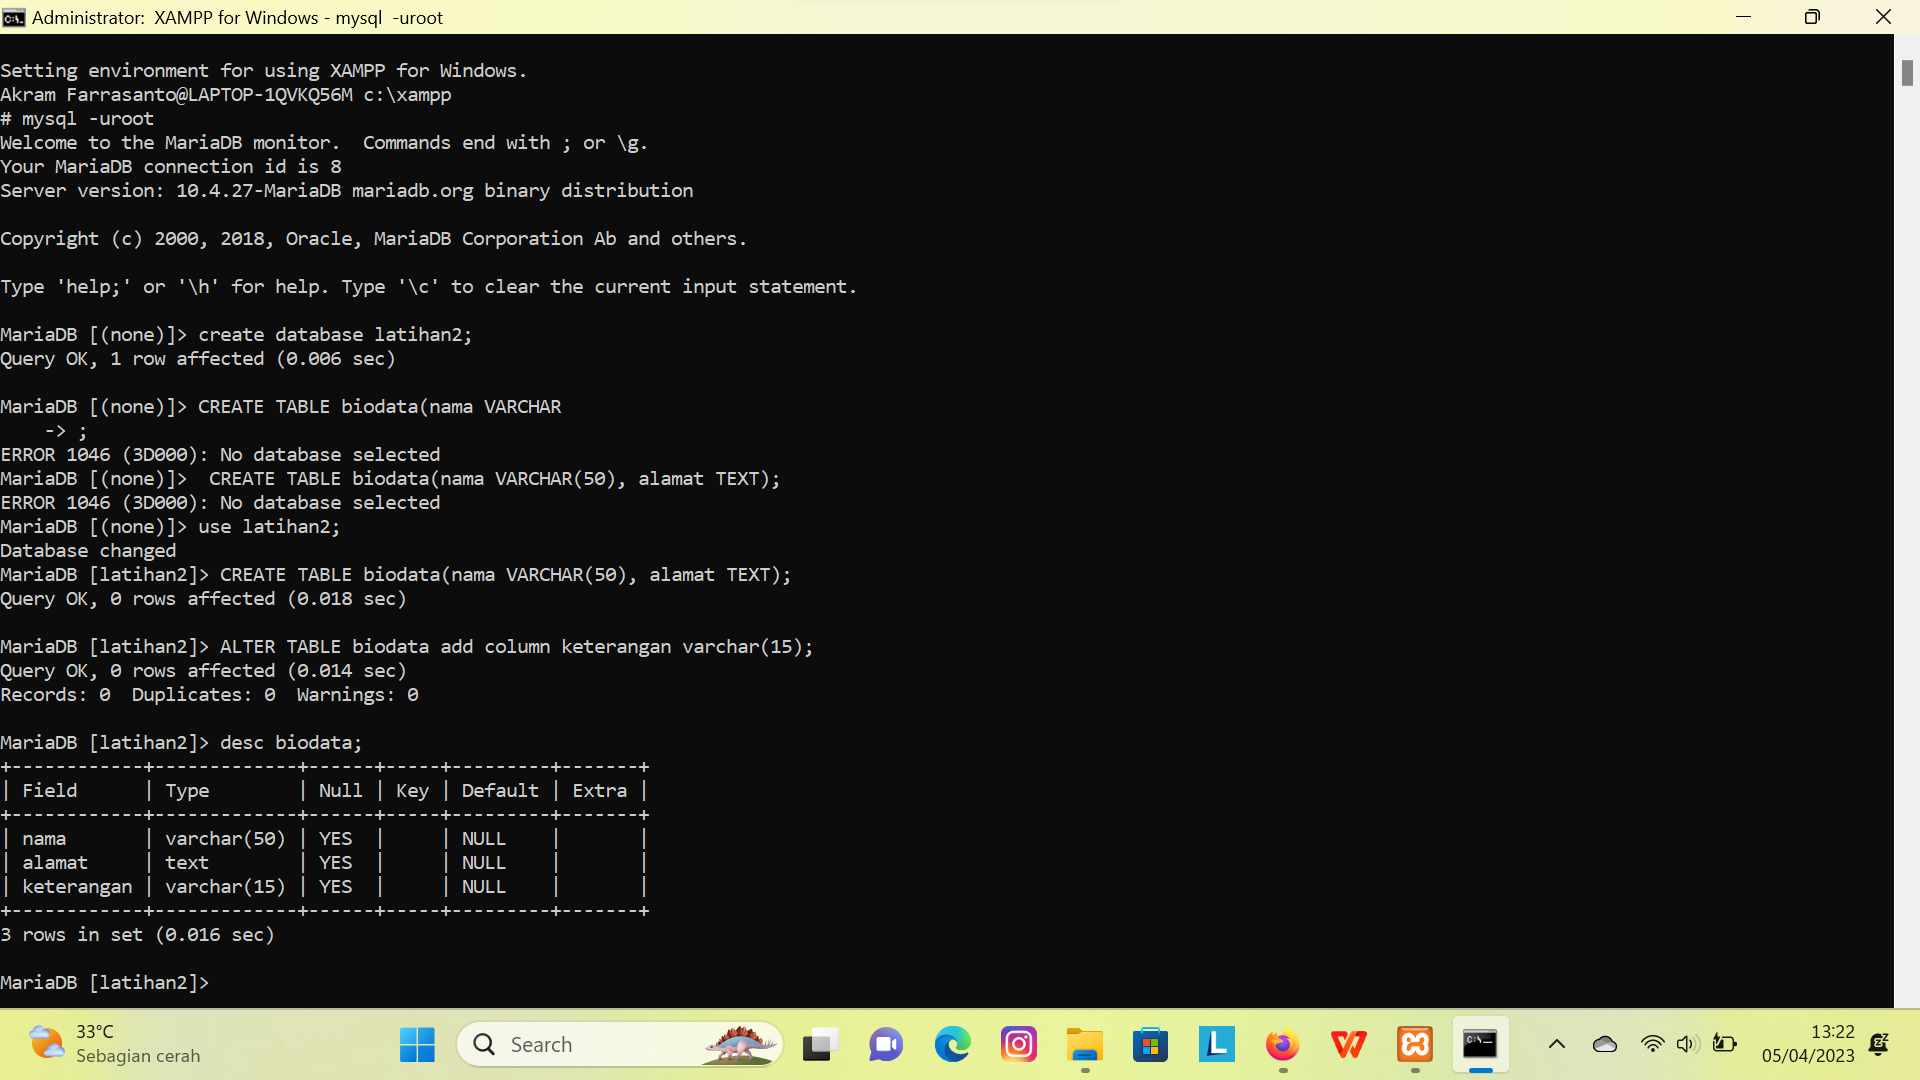 Administrator: XAMPP for Windows - mysql -uroot
Setting environment for using XAMPP for Windows.
Akram Farrasanto@LAPTOP-1QVKQ56M c:\xampp
# mysql -uroot
Welcome to the MariaDB monitor.  Commands end with ; or \g.
Your MariaDB connection id is 8
Server version: 10.4.27-MariaDB mariadb.org binary distribution
Copyright (c) 2000, 2018, Oracle, MariaDB Corporation Ab and others.
Type 'help;' or '\h' for help. Type '\c' to clear the current input statement.
MariaDB [(none)]> create database latihan2;
Query OK, 1 row affected (0.006 sec)
MariaDB [(none)]> CREATE TABLE biodata(nama VARCHAR
    -> ;
ERROR 1046 (3D000): No database selected
MariaDB [(none)]>  CREATE TABLE biodata(nama VARCHAR(50), alamat TEXT);
ERROR 1046 (3D000): No database selected
MariaDB [(none)]> use latihan2;
Database changed
MariaDB [latihan2]> CREATE TABLE biodata(nama VARCHAR(50), alamat TEXT);
Query OK, 0 rows affected (0.018 sec)
MariaDB [latihan2]> ALTER TABLE biodata add column keterangan varchar(15);
Query OK, 0 rows affected (0.014 sec)
Records: 0  Duplicates: 0  Warnings: 0
MariaDB [latihan2]> desc biodata;
+------------+-------------+------+-----+---------+-------+
| Field      | Type        | Null | Key | Default | Extra |
+------------+-------------+------+-----+---------+-------+
| nama       | varchar(50) | YES  |     | NULL    |       |
| alamat     | text        | YES  |     | NULL    |       |
| keterangan | varchar(15) | YES  |     | NULL    |       |
+------------+-------------+------+-----+---------+-------+
3 rows in set (0.016 sec)
MariaDB [latihan2]>
33°C
Sebagian cerah
Search
13:22
05/04/2023